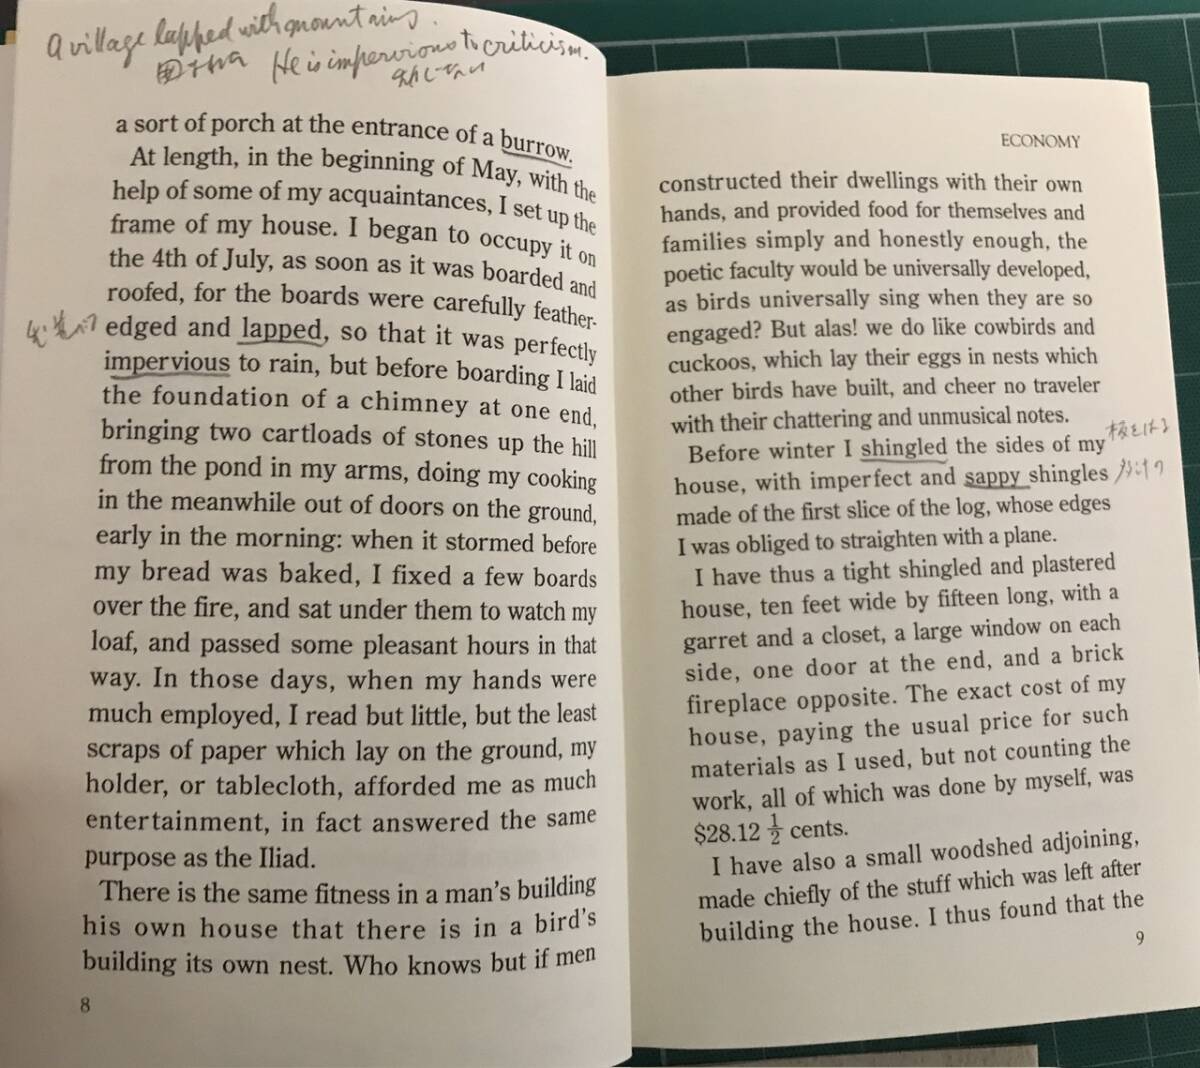 A village lapped with mountains.
He is impervious to criticism.
a sort of porch at the entrance of a burrow.
At length, in the beginning of May, with the
help of some of my acquaintances, I set up the
frame of my house. I began to occupy it on
the 4th of July, as soon as it was boarded and
roofed, for the boards were carefully feather-
edged and lapped, so that it was perfectly
impervious to rain, but before boarding I laid
the foundation of a chimney at one end,
bringing two cartloads of stones up the hill
from the pond in my arms, doing my cooking
in the meanwhile out of doors on the ground,
early in the morning: when it stormed before
my bread was baked, I fixed a few boards
over the fire, and sat under them to watch my
loaf, and passed some pleasant hours in that
way. In those days, when my hands were
much employed, I read but little, but the least
scraps of paper which lay on the ground, my
holder, or tablecloth, afforded me as much
entertainment, in fact answered the same
purpose as the Iliad.
There is the same fitness in a man's building
his own house that there is in a bird's
building its own nest. Who knows but if men
8
ECONOMY
constructed their dwellings with their own
hands, and provided food for themselves and
families simply and honestly enough, the
poetic faculty would be universally developed,
as birds universally sing when they are so
engaged? But alas! we do like cowbirds and
cuckoos, which lay their eggs in nests which
other birds have built, and cheer no traveler
with their chattering and unmusical notes.
Before winter I shingled the sides of my
house, with imperfect and sappy shingles
made of the first slice of the log, whose edges
I was obliged to straighten with a plane.
I have thus a tight shingled and plastered
house, ten feet wide by fifteen long, with a
garret and a closet, a large window on each
side, one door at the end, and a brick
fireplace opposite. The exact cost of my
house, paying the usual price for such
materials as I used, but not counting the
work, all of which was done by myself, was
$28.12 ½ cents.
I have also a small woodshed adjoining,
made chiefly of the stuff which was left after
building the house. I thus found that the
9